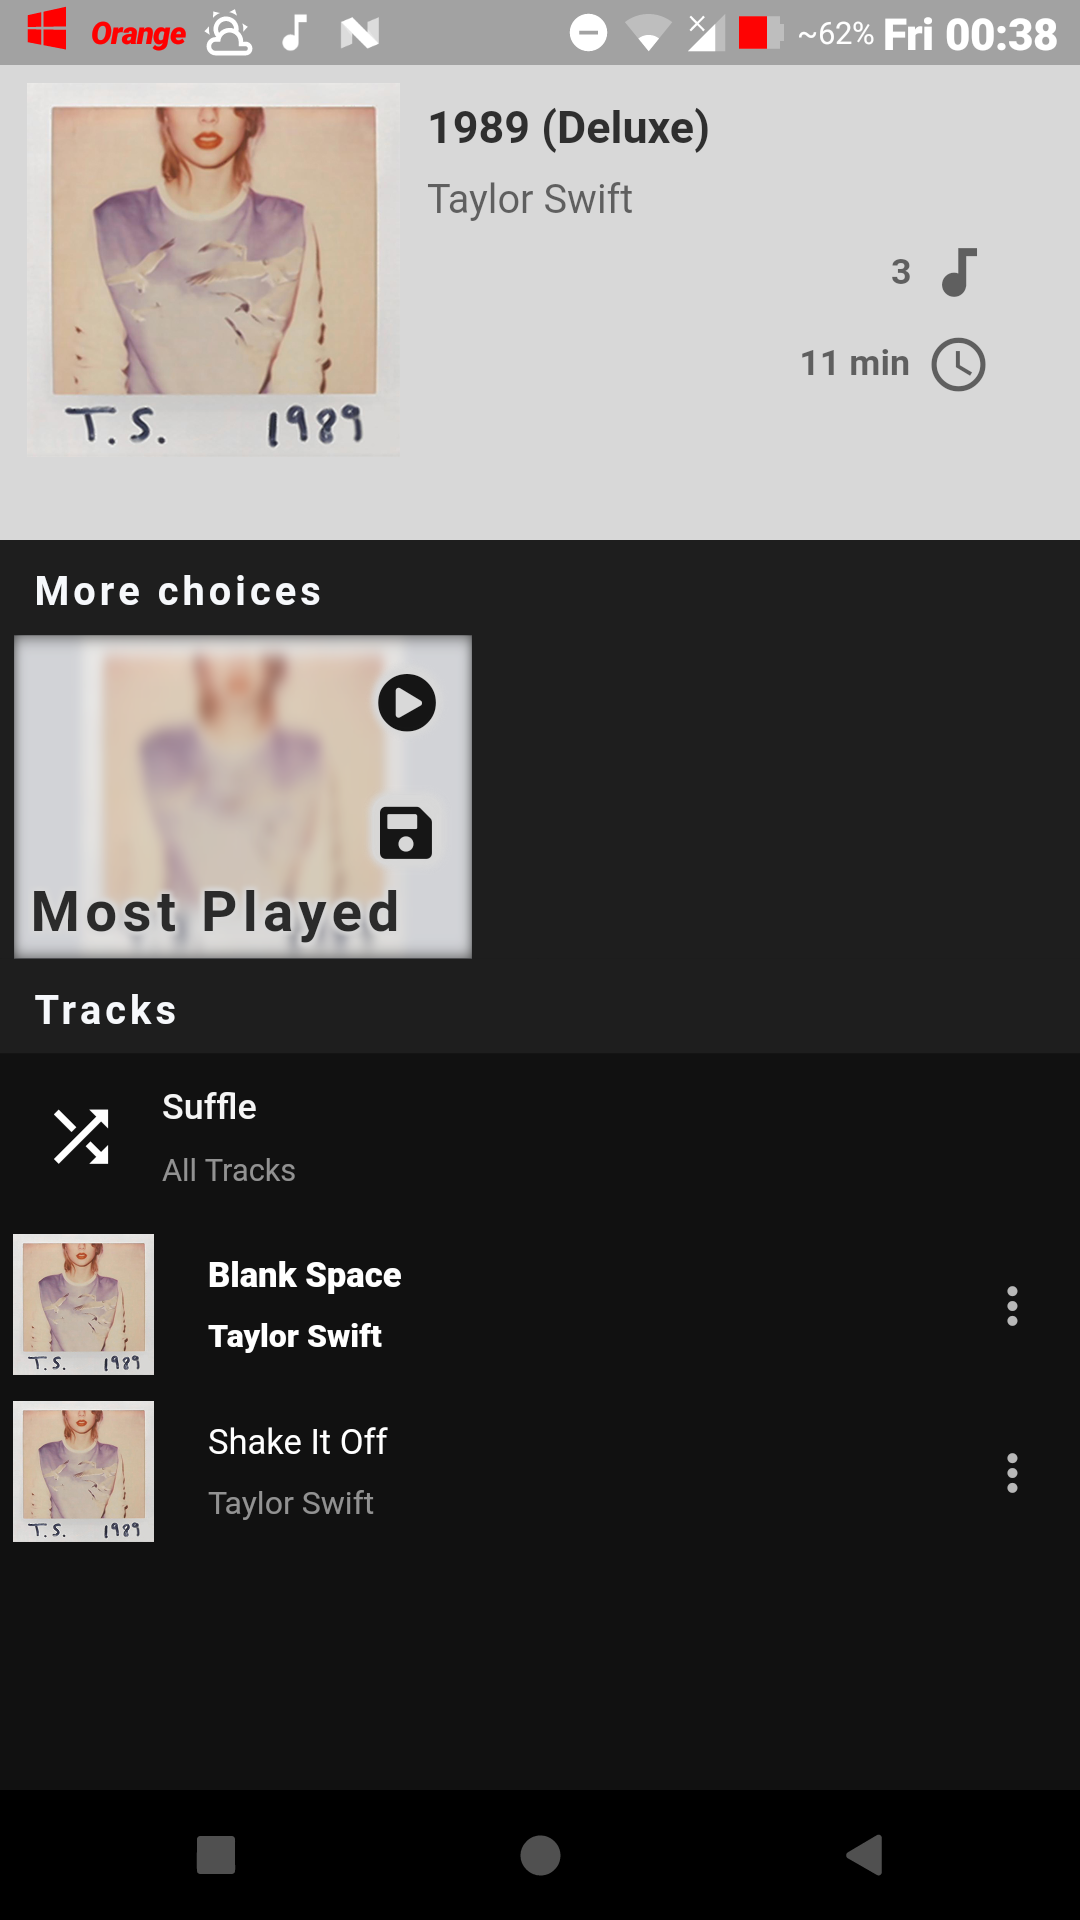 Orange ~62% Fri 00:38
1989 (Deluxe)
Taylor Swift
3
11 min
T.S. 1989
More choices
Most Played
Tracks
Suffle
All Tracks
Blank Space
Taylor Swift
T.S. 1989
Shake It Off
Taylor Swift
T.S. 1989